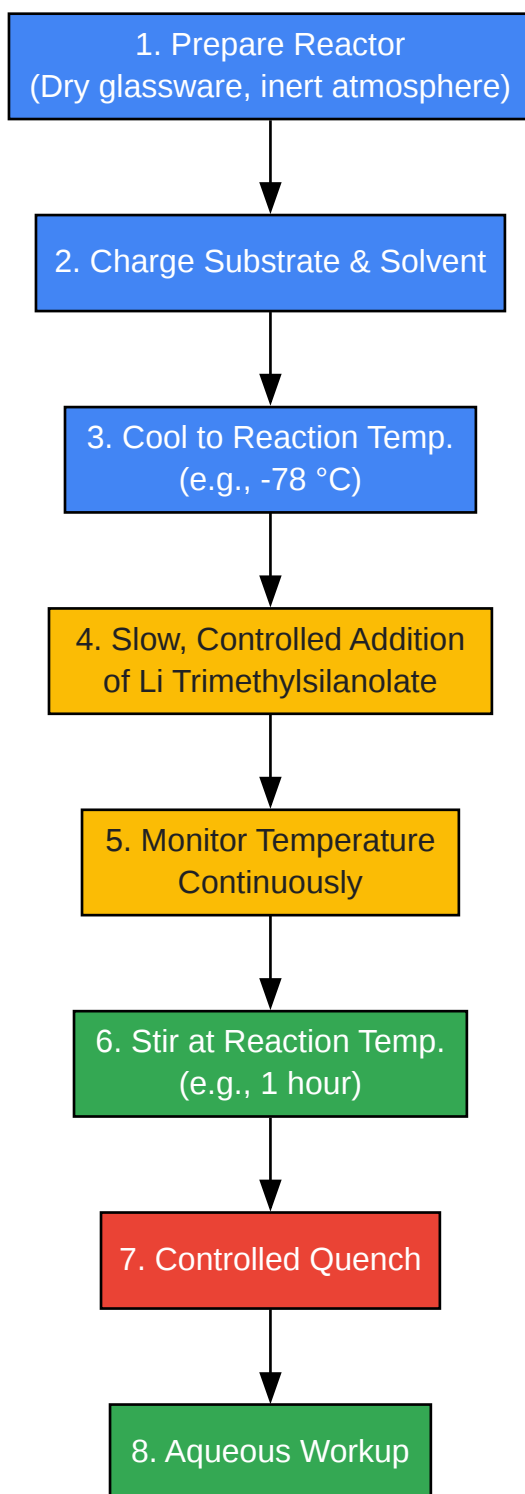 1. Prepare Reactor
(Dry glassware, inert atmosphere)
2. Charge Substrate & Solvent
3. Cool to Reaction Temp.
(e.g., -78 °C)
4. Slow, Controlled Addition
of Li Trimethylsilanolate
5. Monitor Temperature
Continuously
6. Stir at Reaction Temp.
(e.g., 1 hour)
7. Controlled Quench
8. Aqueous Workup